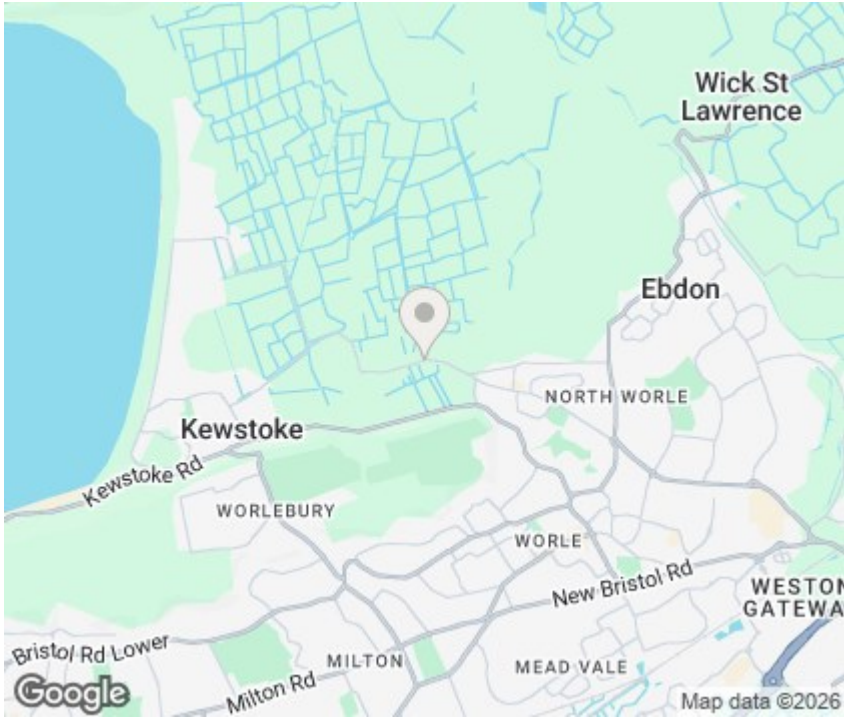 Wick St
Lawrence
Ebdon
NORTH WORLE
Kewstoke
Kewstoke Rd
WORLEBURY
WORLE
New Bristol Rd
WESTON
GATEWA
Bristol Rd Lower
MILTON
MEAD VALE
Milton Rd
Google
Map data ©2026